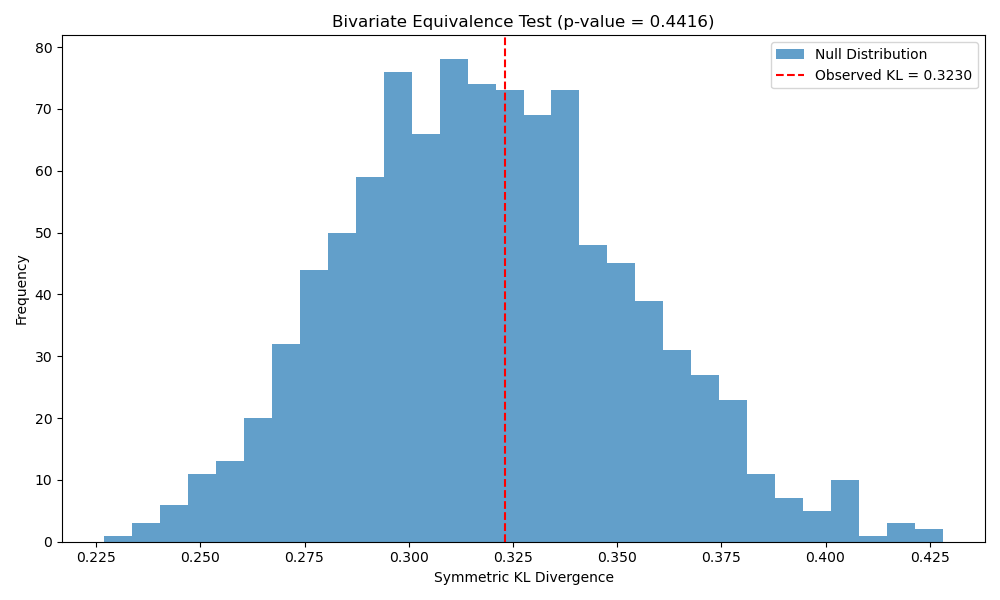 Bivariate Equivalence Test (p-value = 0.4416)
Null Distribution
Observed KL = 0.3230
80
70
60
50
40
30
20
10
0
Frequency
0.225 0.250 0.275 0.300 0.325 0.350 0.375 0.400 0.425
Symmetric KL Divergence